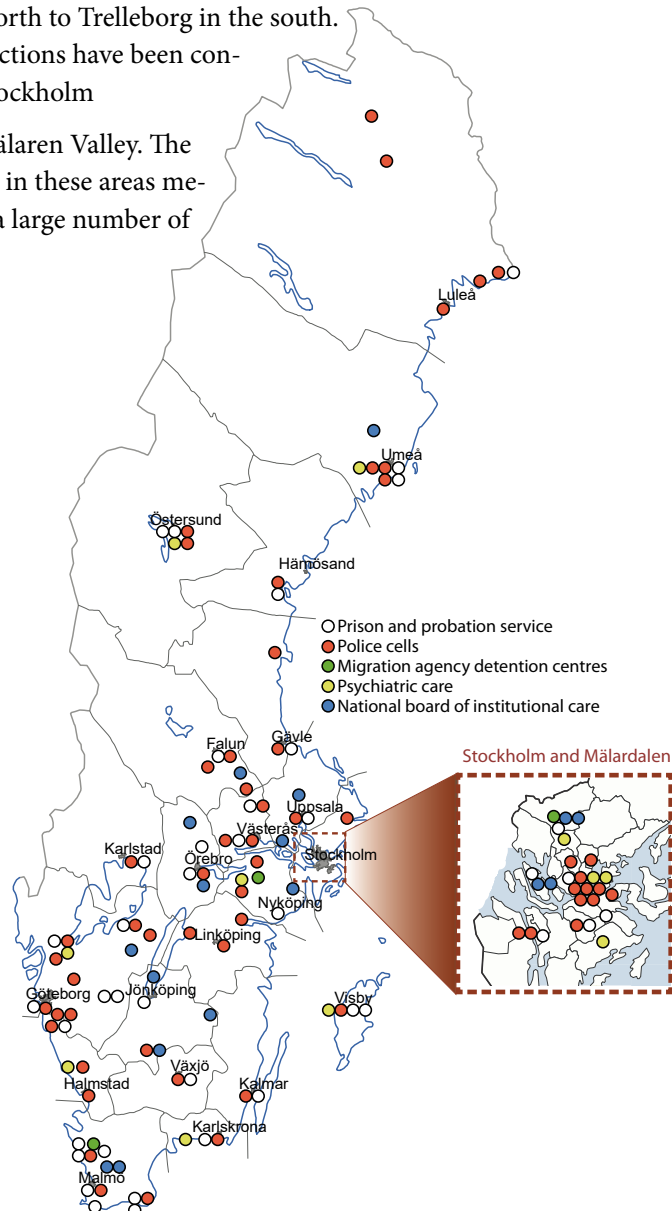 orth to Trelleborg in the south.
ctions have been con-
ockholm
älaren Valley. The
in these areas me-
a large number of
Luleå
Umeå
Östersund
Härnösand
Prison and probation service
Police cells
Migration agency detention centres
Psychiatric care
National board of institutional care
Gävle
Falun
Stockholm and Mälardalen
Uppsala
Västerås
Karlstad
Örebro
Stockholm
Nyköping
Linköping
Göteborg
Jönköping
Visby
Växjö
Halmstad
Kalmar
Karlskrona
Malmö